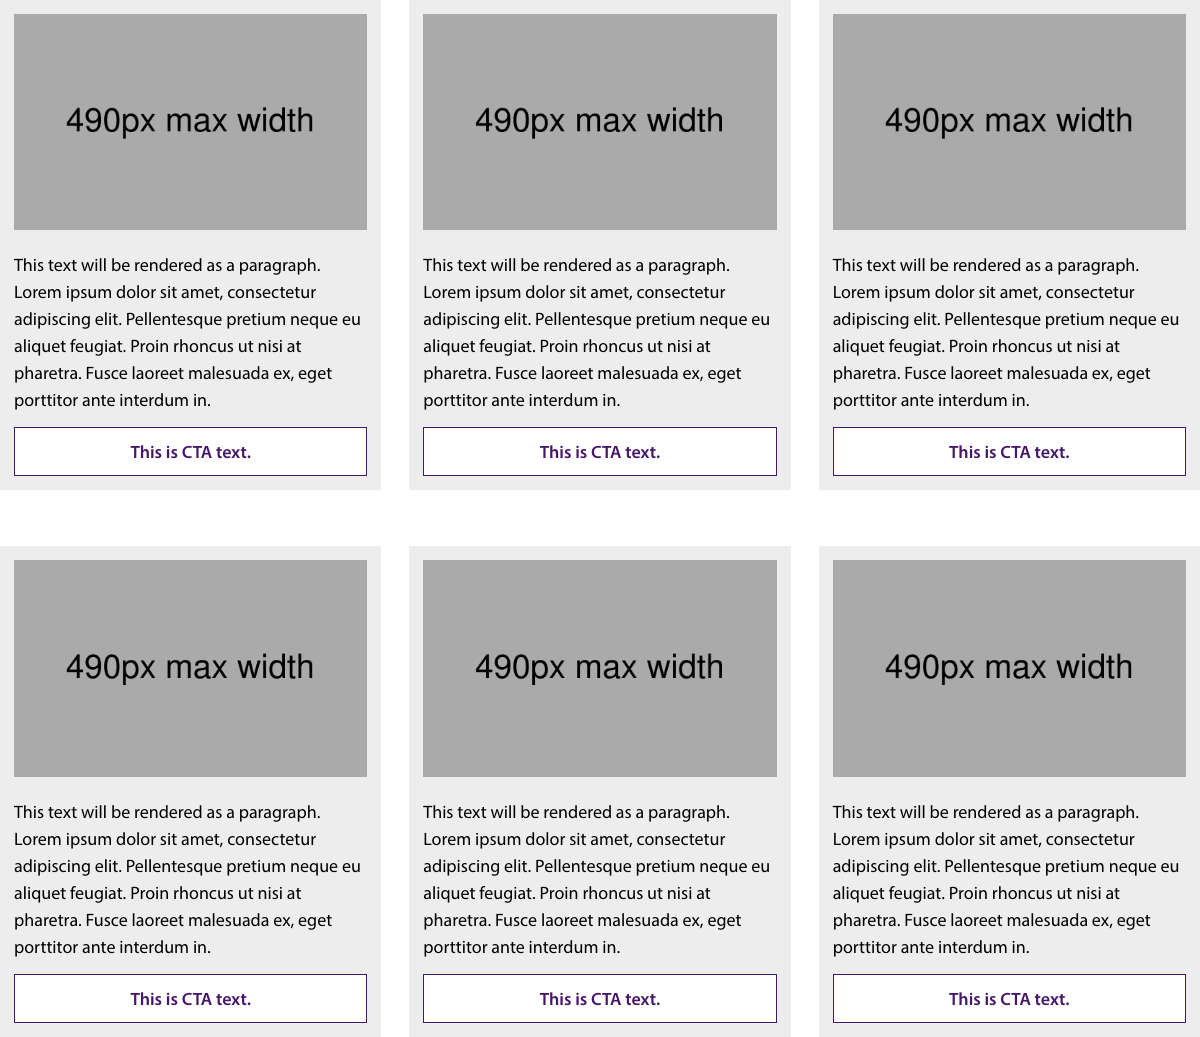 490px max width
This text will be rendered as a paragraph.
Lorem ipsum dolor sit amet, consectetur
adipiscing elit. Pellentesque pretium neque eu
aliquet feugiat. Proin rhoncus ut nisi at
pharetra. Fusce laoreet malesuada ex, eget
porttitor ante interdum in.
This is CTA text.
490px max width
This text will be rendered as a paragraph.
Lorem ipsum dolor sit amet, consectetur
adipiscing elit. Pellentesque pretium neque eu
aliquet feugiat. Proin rhoncus ut nisi at
pharetra. Fusce laoreet malesuada ex, eget
porttitor ante interdum in.
This is CTA text.
490px max width
This text will be rendered as a paragraph.
Lorem ipsum dolor sit amet, consectetur
adipiscing elit. Pellentesque pretium neque eu
aliquet feugiat. Proin rhoncus ut nisi at
pharetra. Fusce laoreet malesuada ex, eget
porttitor ante interdum in.
This is CTA text.
490px max width
This text will be rendered as a paragraph.
Lorem ipsum dolor sit amet, consectetur
adipiscing elit. Pellentesque pretium neque eu
aliquet feugiat. Proin rhoncus ut nisi at
pharetra. Fusce laoreet malesuada ex, eget
porttitor ante interdum in.
This is CTA text.
490px max width
This text will be rendered as a paragraph.
Lorem ipsum dolor sit amet, consectetur
adipiscing elit. Pellentesque pretium neque eu
aliquet feugiat. Proin rhoncus ut nisi at
pharetra. Fusce laoreet malesuada ex, eget
porttitor ante interdum in.
This is CTA text.
490px max width
This text will be rendered as a paragraph.
Lorem ipsum dolor sit amet, consectetur
adipiscing elit. Pellentesque pretium neque eu
aliquet feugiat. Proin rhoncus ut nisi at
pharetra. Fusce laoreet malesuada ex, eget
porttitor ante interdum in.
This is CTA text.